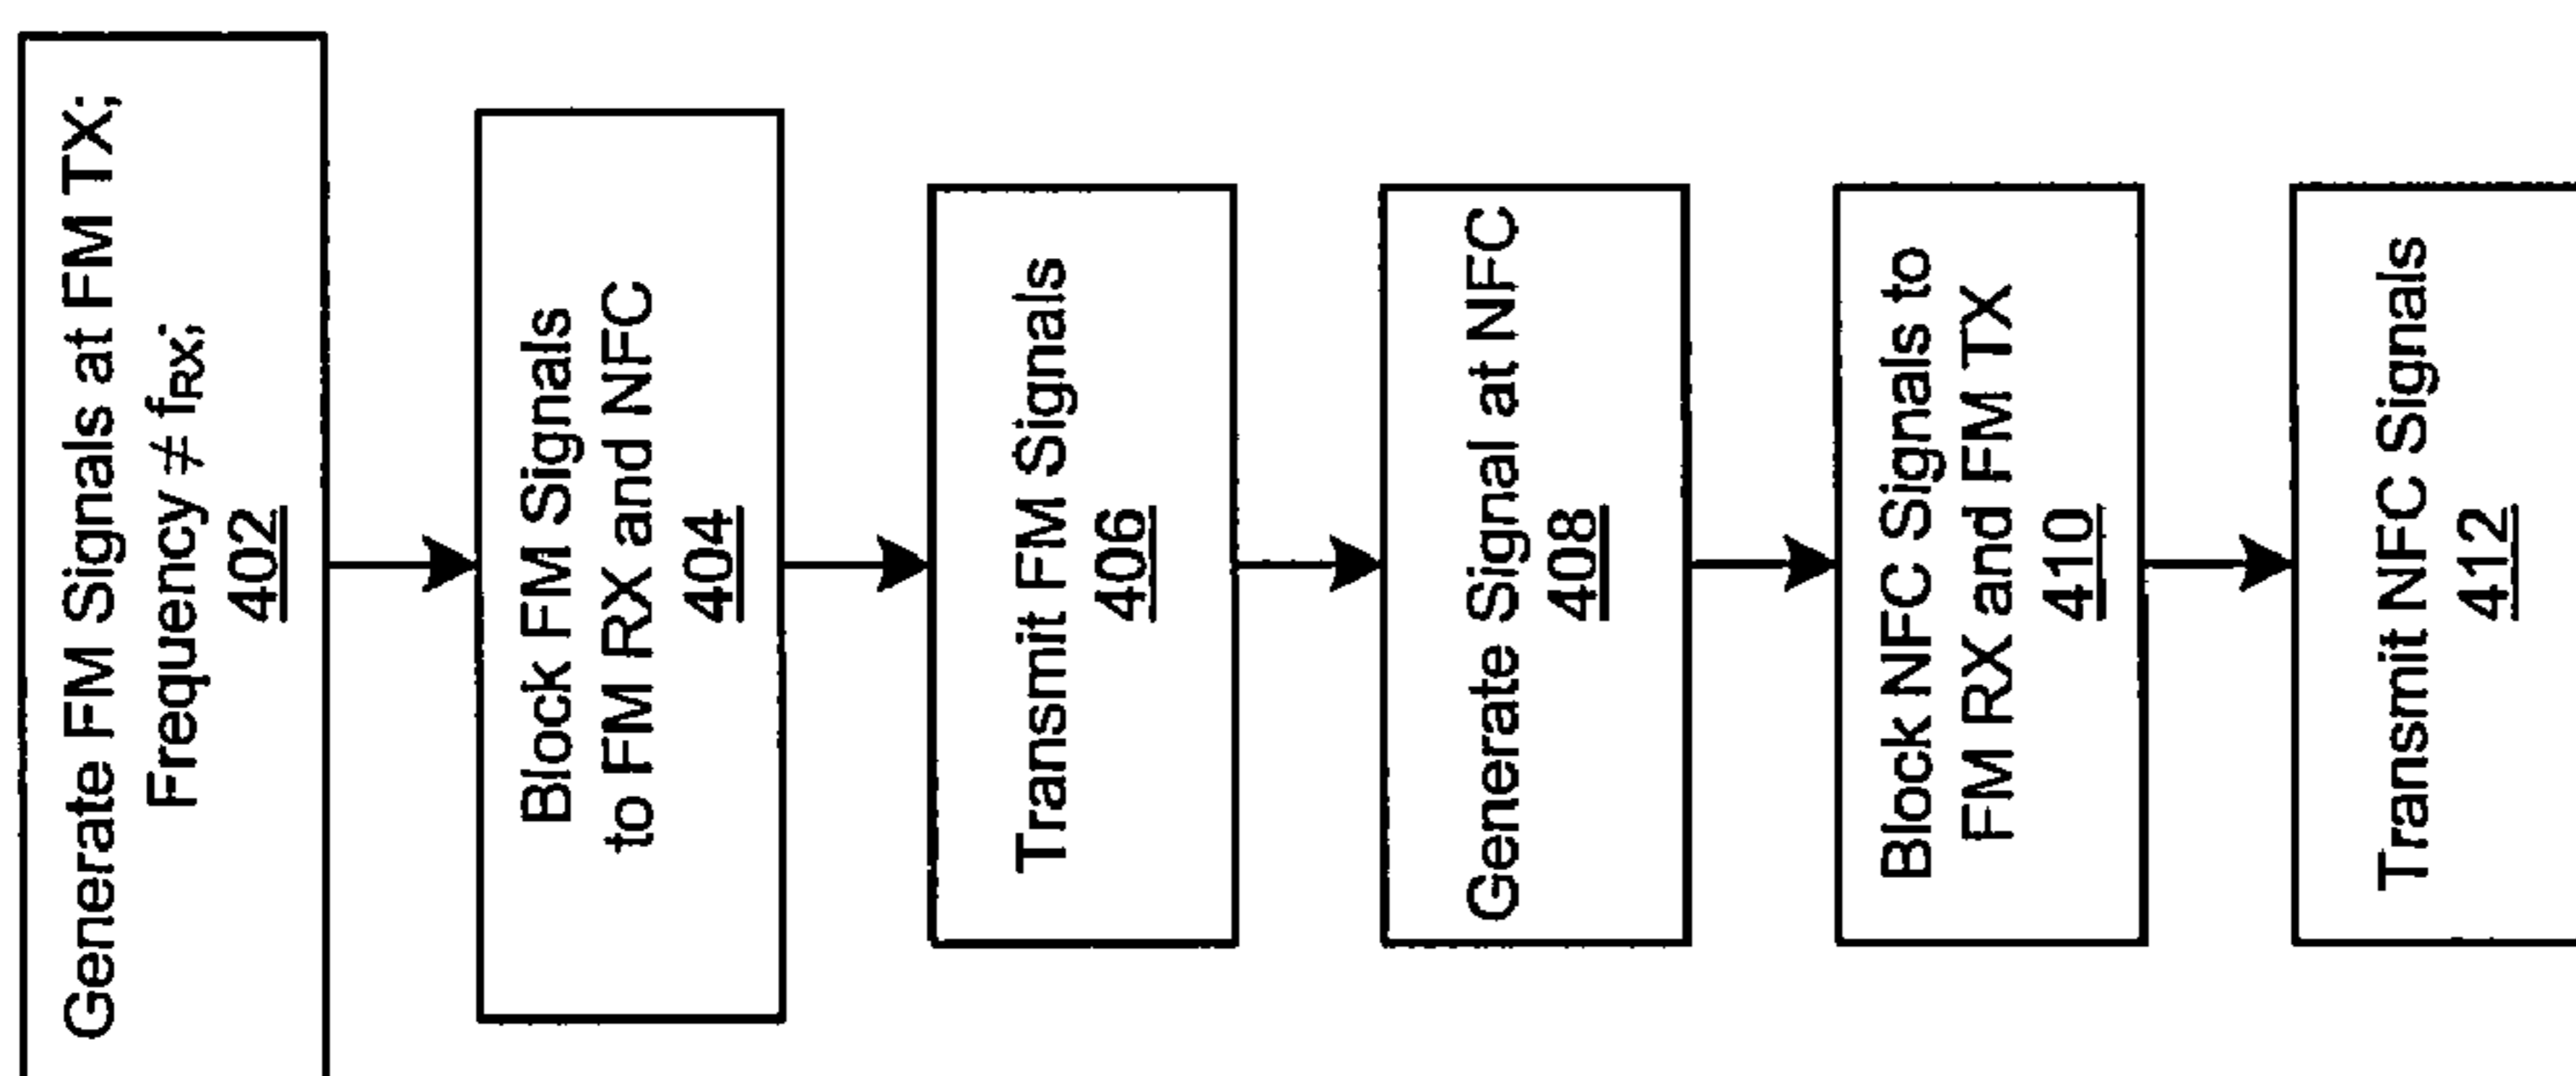 Generate FM Signals at FM TX;
Frequency ≠ fRX;
402
Block FM Signals
to FM RX and NFC
404
Transmit FM Signals
406
Generate Signal at NFC
408
Block NFC Signals to
FM RX and FM TX
410
Transmit NFC Signals
412